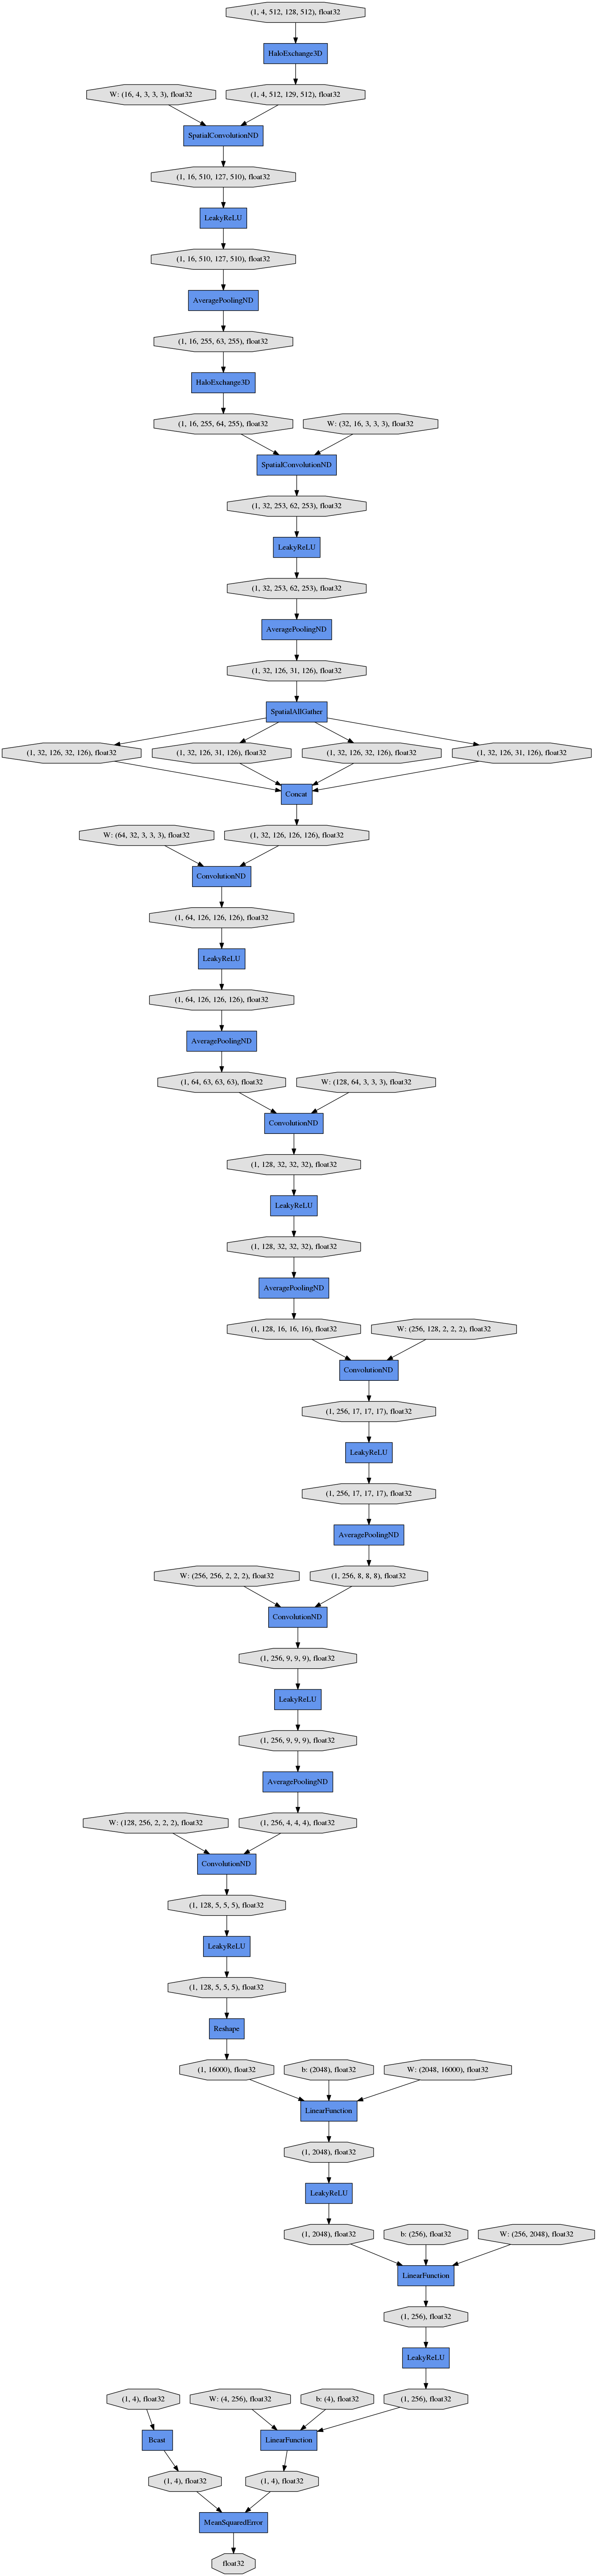 (1, 4, 512, 128, 512), float32
HaloExchange3D
W: (16, 4, 3, 3, 3), float32
(1, 4, 512, 129, 512), float32
SpatialConvolutionND
(1, 16, 510, 127, 510), float32
LeakyReLU
(1, 16, 510, 127, 510), float32
AveragePoolingND
(1, 16, 255, 63, 255), float32
HaloExchange3D
(1, 16, 255, 64, 255), float32
W: (32, 16, 3, 3, 3), float32
SpatialConvolutionND
(1, 32, 253, 62, 253), float32
LeakyReLU
(1, 32, 253, 62, 253), float32
AveragePoolingND
(1, 32, 126, 31, 126), float32
SpatialAllGather
(1, 32, 126, 32, 126), float32
(1, 32, 126, 31, 126), float32
(1, 32, 126, 32, 126), float32
(1, 32, 126, 31, 126), float32
Concat
W: (64, 32, 3, 3, 3), float32
(1, 32, 126, 126, 126), float32
ConvolutionND
(1, 64, 126, 126, 126), float32
LeakyReLU
(1, 64, 126, 126, 126), float32
AveragePoolingND
(1, 64, 63, 63, 63), float32
W: (128, 64, 3, 3, 3), float32
ConvolutionND
(1, 128, 32, 32, 32), float32
LeakyReLU
(1, 128, 32, 32, 32), float32
AveragePoolingND
(1, 128, 16, 16, 16), float32
W: (256, 128, 2, 2, 2), float32
ConvolutionND
(1, 256, 17, 17, 17), float32
LeakyReLU
(1, 256, 17, 17, 17), float32
AveragePoolingND
W: (256, 256, 2, 2, 2), float32
(1, 256, 8, 8, 8), float32
ConvolutionND
(1, 256, 9, 9, 9), float32
LeakyReLU
(1, 256, 9, 9, 9), float32
AveragePoolingND
W: (128, 256, 2, 2, 2), float32
(1, 256, 4, 4, 4), float32
ConvolutionND
(1, 128, 5, 5, 5), float32
LeakyReLU
(1, 128, 5, 5, 5), float32
Reshape
(1, 16000), float32
b: (2048), float32
W: (2048, 16000), float32
LinearFunction
(1, 2048), float32
LeakyReLU
(1, 2048), float32
b: (256), float32
W: (256, 2048), float32
LinearFunction
(1, 256), float32
LeakyReLU
(1, 4), float32
W: (4, 256), float32
b: (4), float32
(1, 256), float32
Bcast
LinearFunction
(1, 4), float32
(1, 4), float32
MeanSquaredError
float32